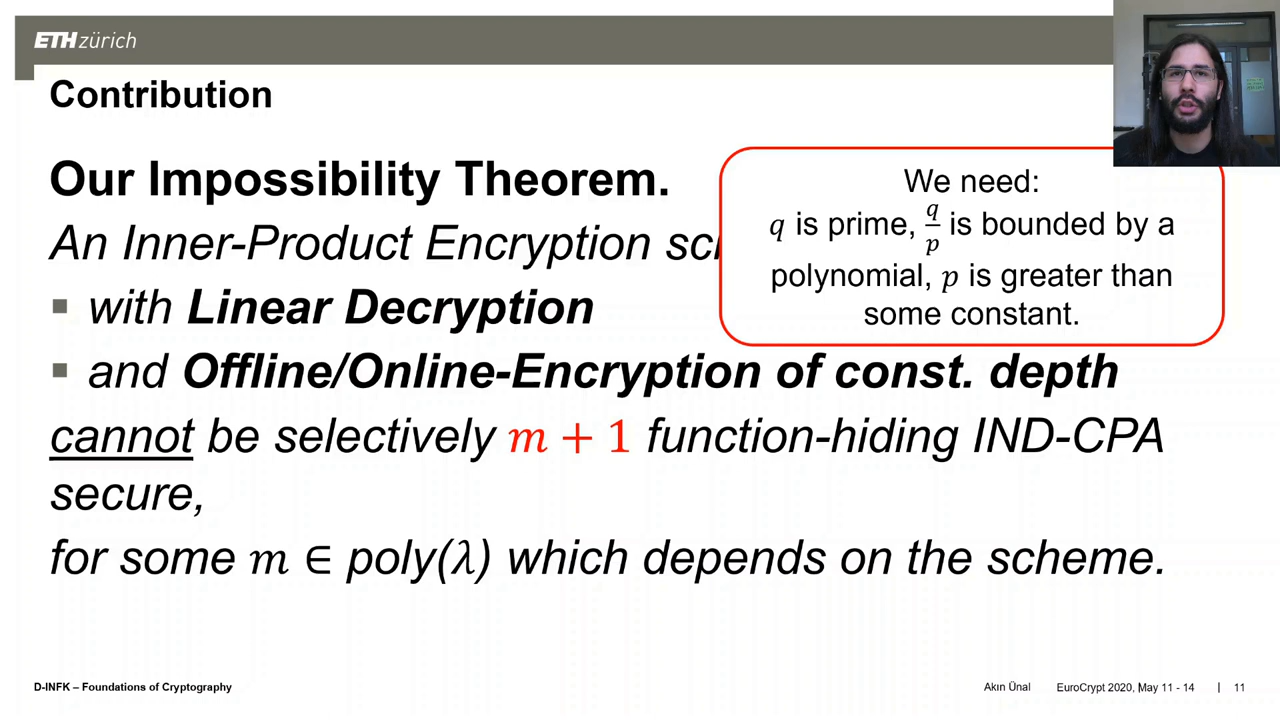 ETH zürich
Contribution
Our Impossibility Theorem.
An Inner-Product Encryption
We need:
q is prime, q/p is bounded by a
polynomial, p is greater than
some constant.
▪ with Linear Decryption
▪ and Offline/Online-Encryption of const. depth
cannot be selectively m + 1 function-hiding IND-CPA
secure,
for some m ∈ poly(λ) which depends on the scheme.
D-INFK – Foundations of Cryptography
Akın Ünal EuroCrypt 2020, May 11 - 14 | 11